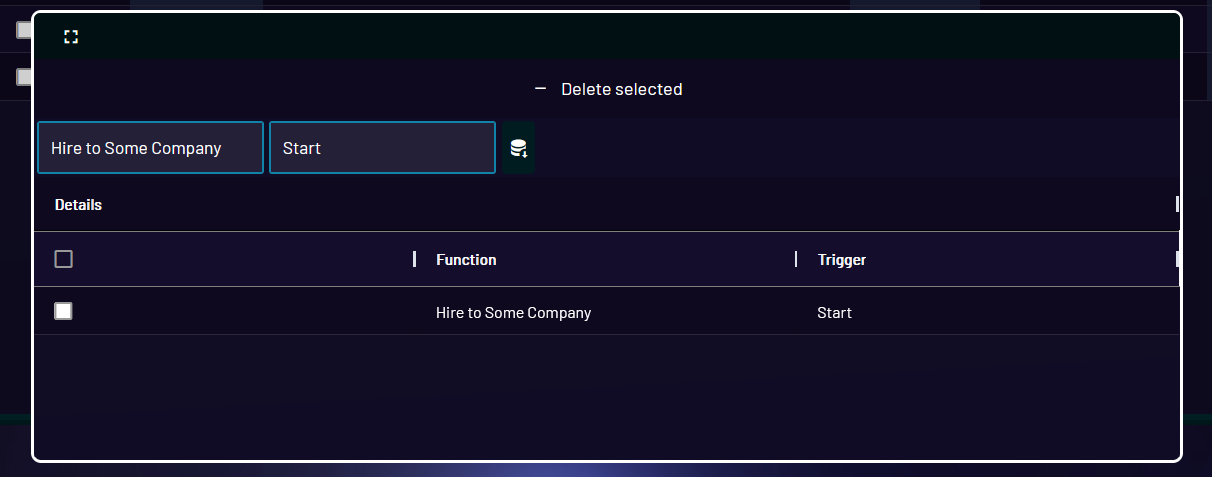 Delete selected
Hire to Some Company Start
Details
Function Trigger
Hire to Some Company Start